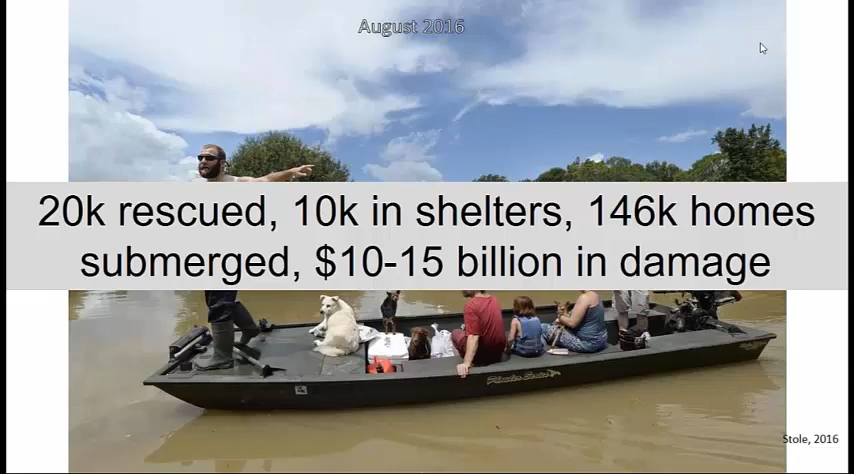 August 2016
20k rescued, 10k in shelters, 146k homes
submerged, $10-15 billion in damage
Stole, 2016